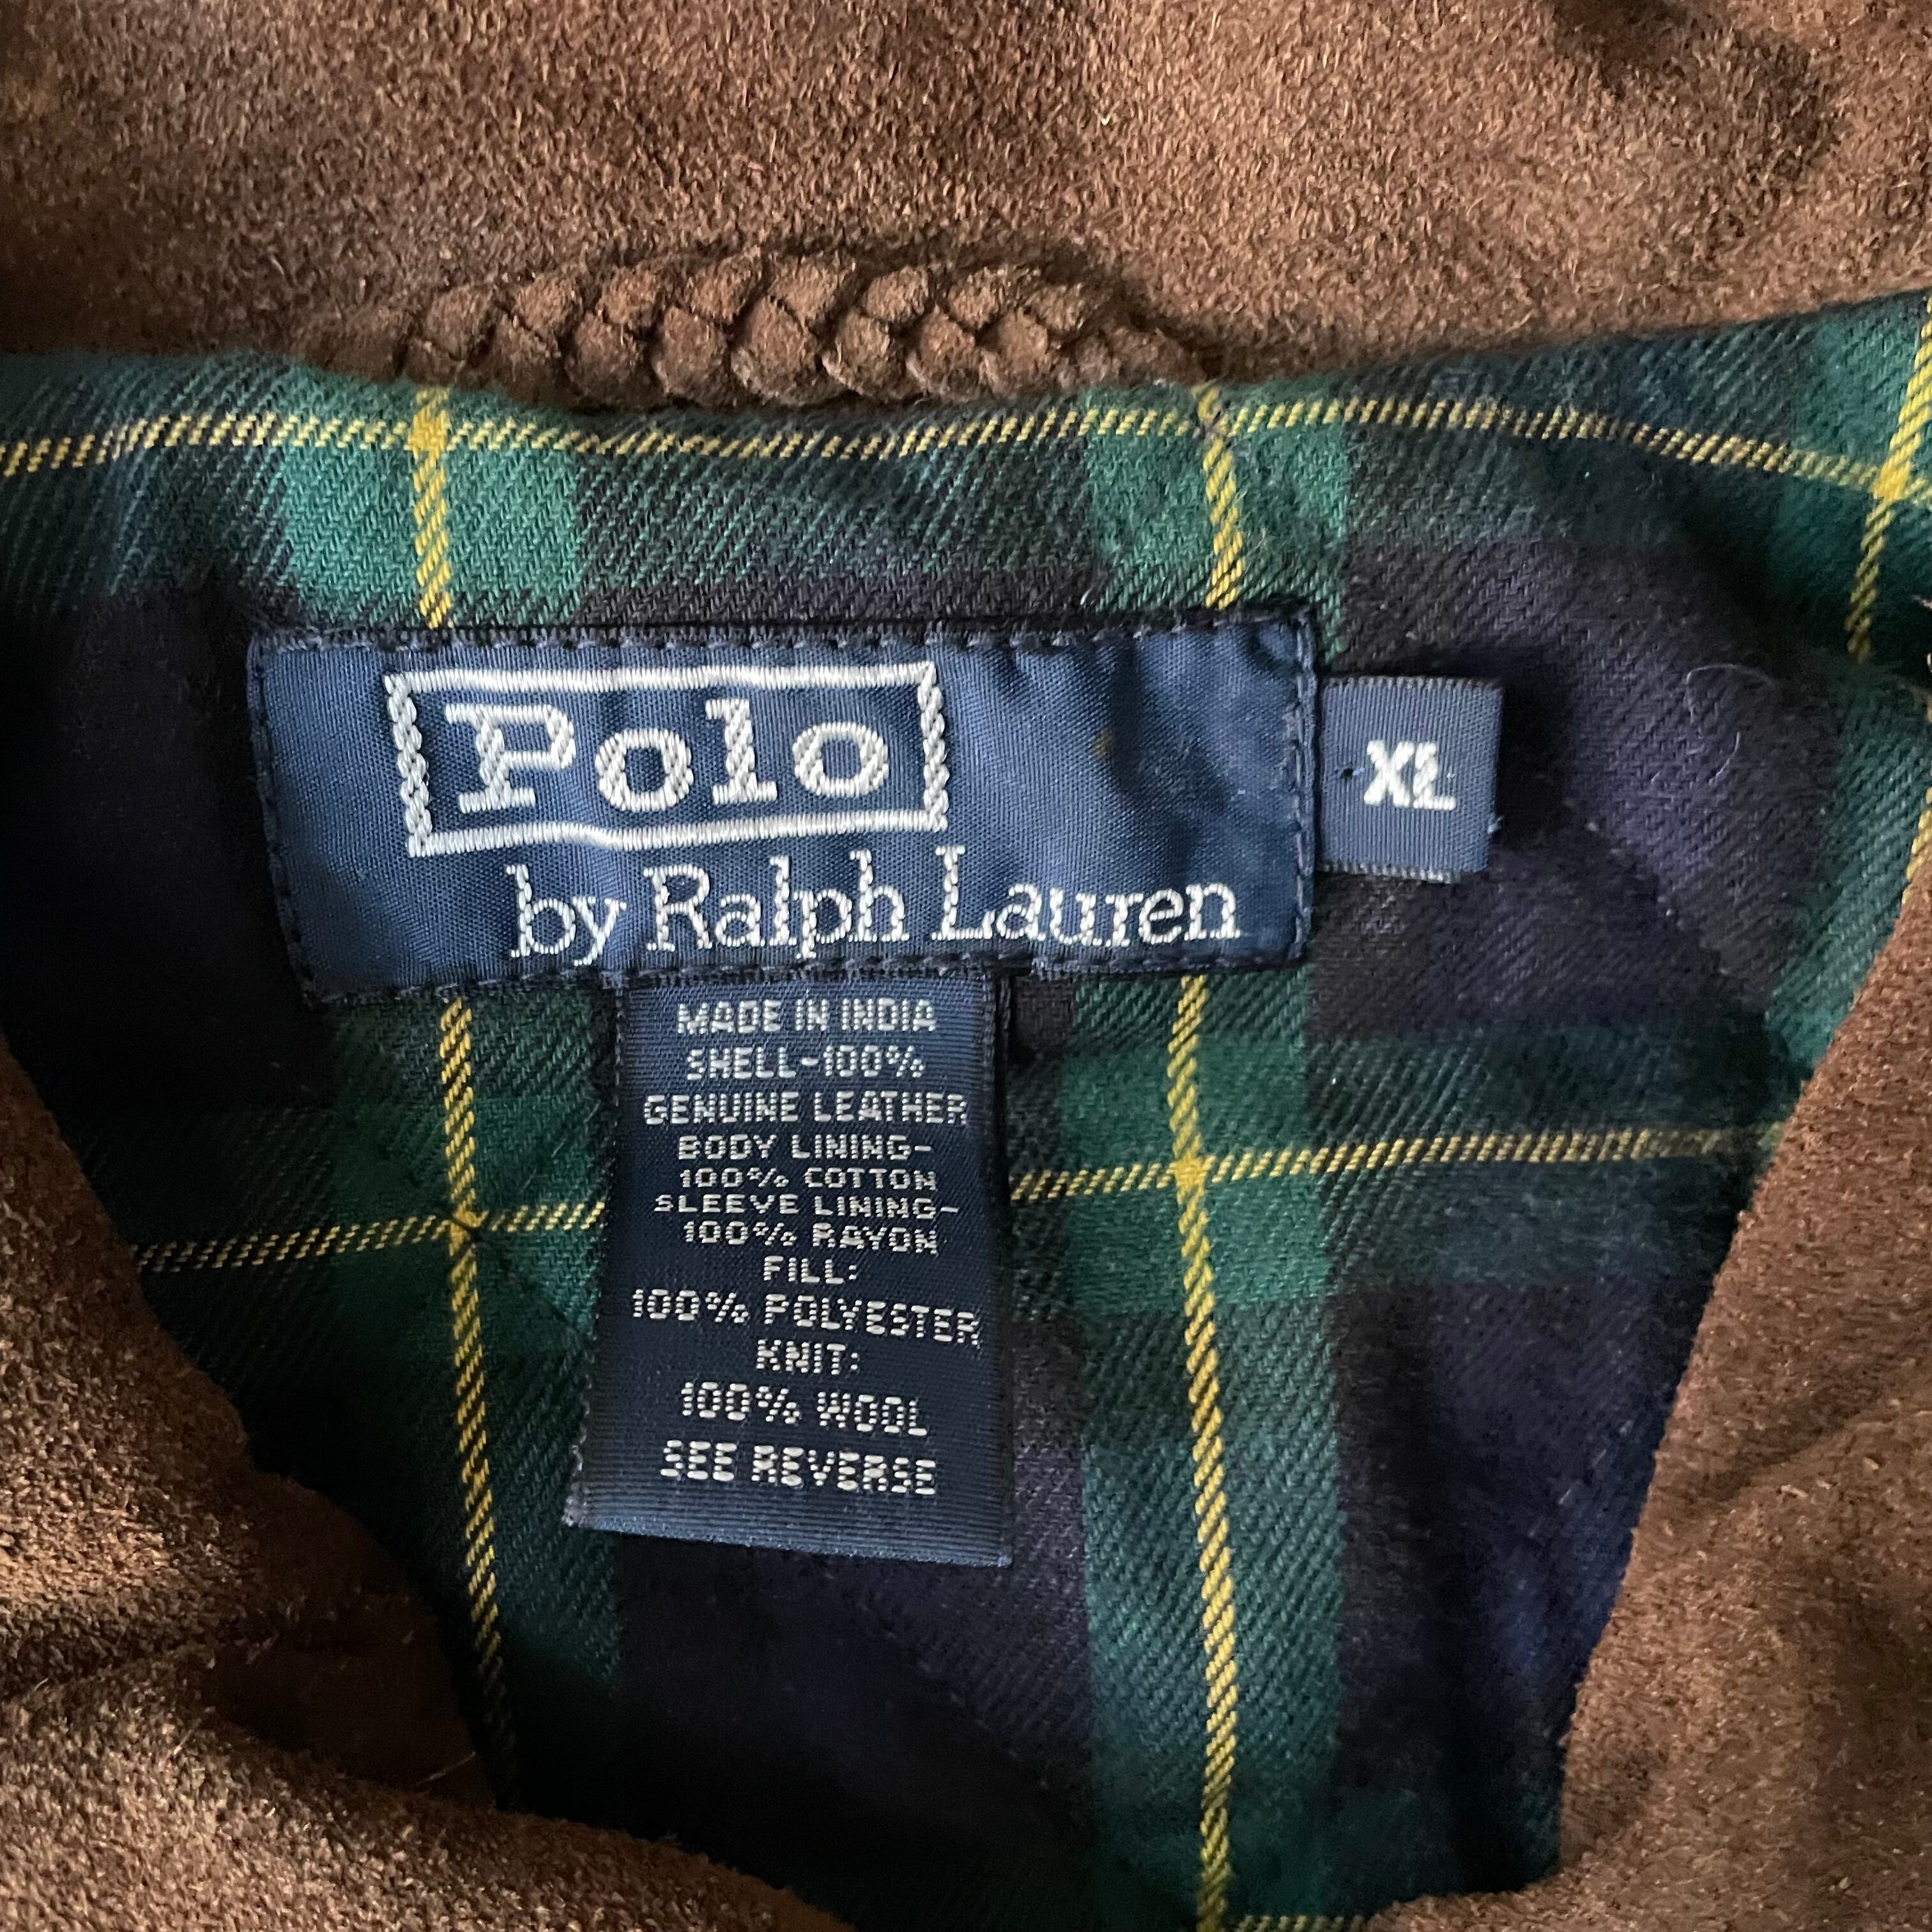 Polo
by Ralph Lauren
XL
MADE IN INDIA
SHELL-100%
GENUINE LEATHER
BODY LINING-
100% COTTON
SLEEVE LINING-
100% RAYON
FILL:
100% POLYESTER
KNIT:
100% WOOL
SEE REVERSE